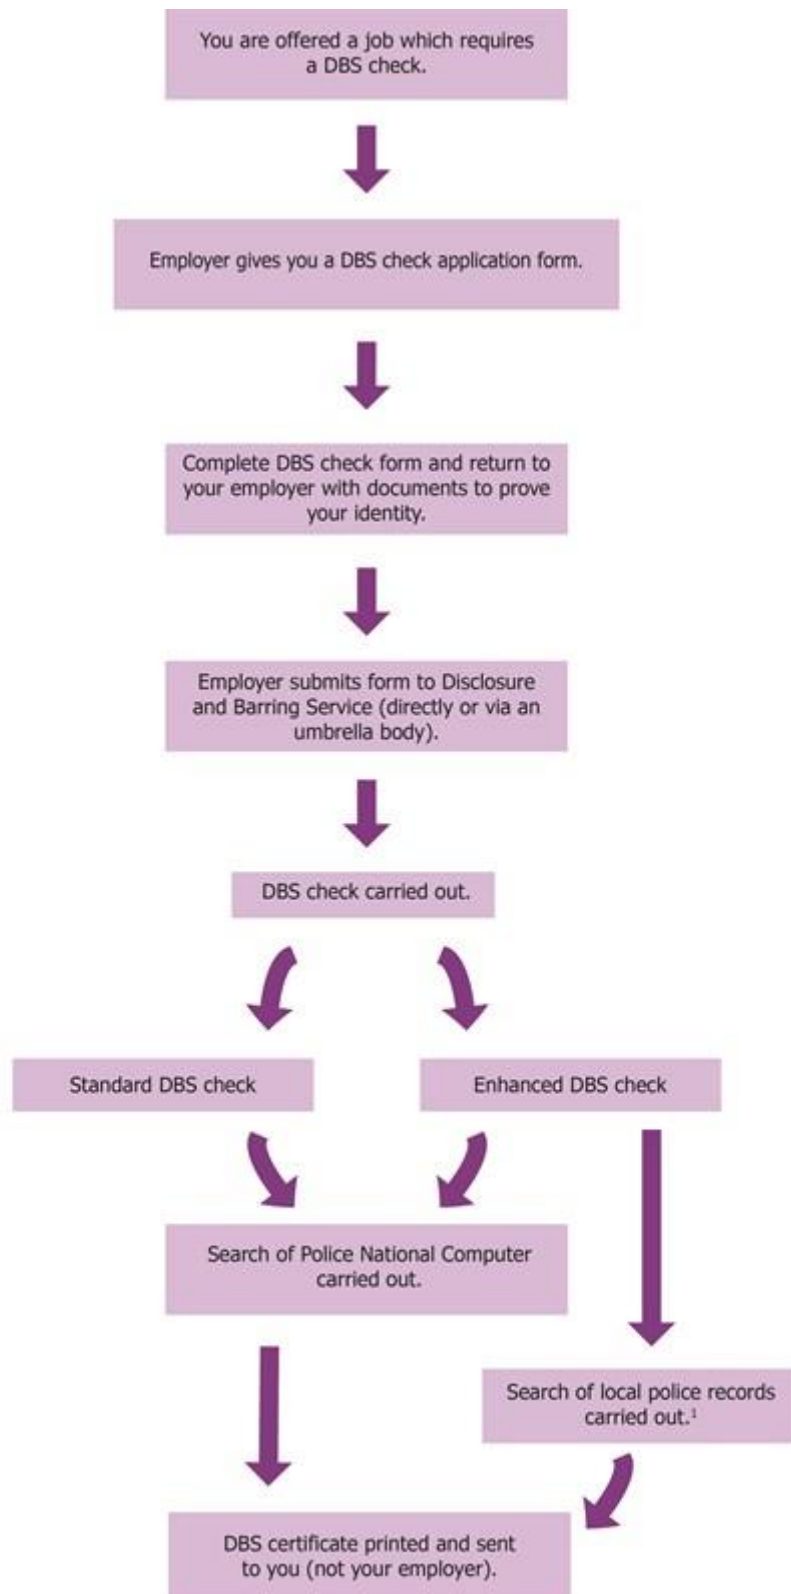 You are offered a job which requires
a DBS check.
Employer gives you a DBS check application form.
Complete DBS check form and return to
your employer with documents to prove
your identity.
Employer submits form to Disclosure
and Barring Service (directly or via an
umbrella body).
DBS check carried out.
Standard DBS check
Enhanced DBS check
Search of Police National Computer
carried out.
Search of local police records
carried out.¹
DBS certificate printed and sent
to you (not your employer).